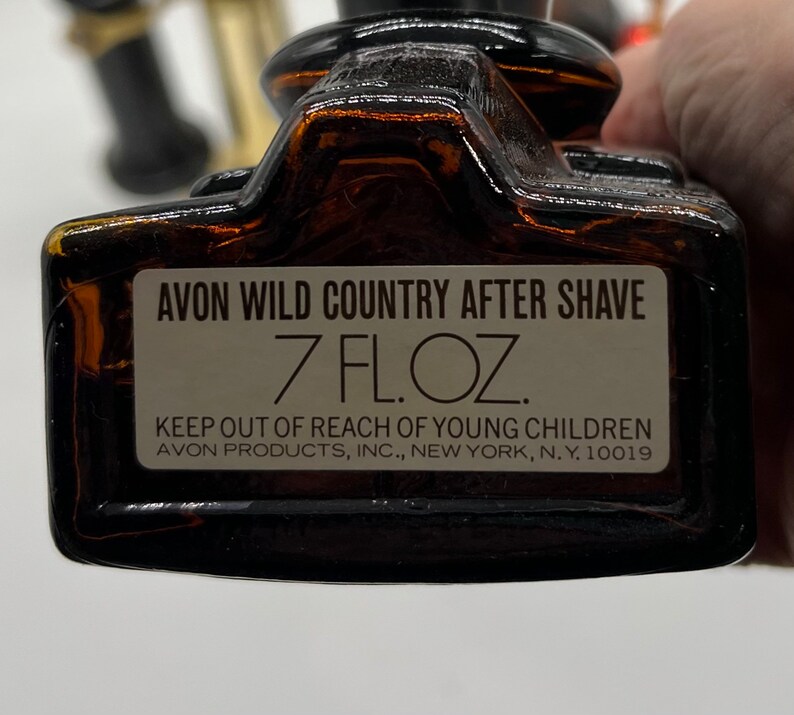 AVON WILD COUNTRY AFTER SHAVE
7 FL. OZ.
KEEP OUT OF REACH OF YOUNG CHILDREN
AVON PRODUCTS, INC., NEW YORK, N.Y. 10019